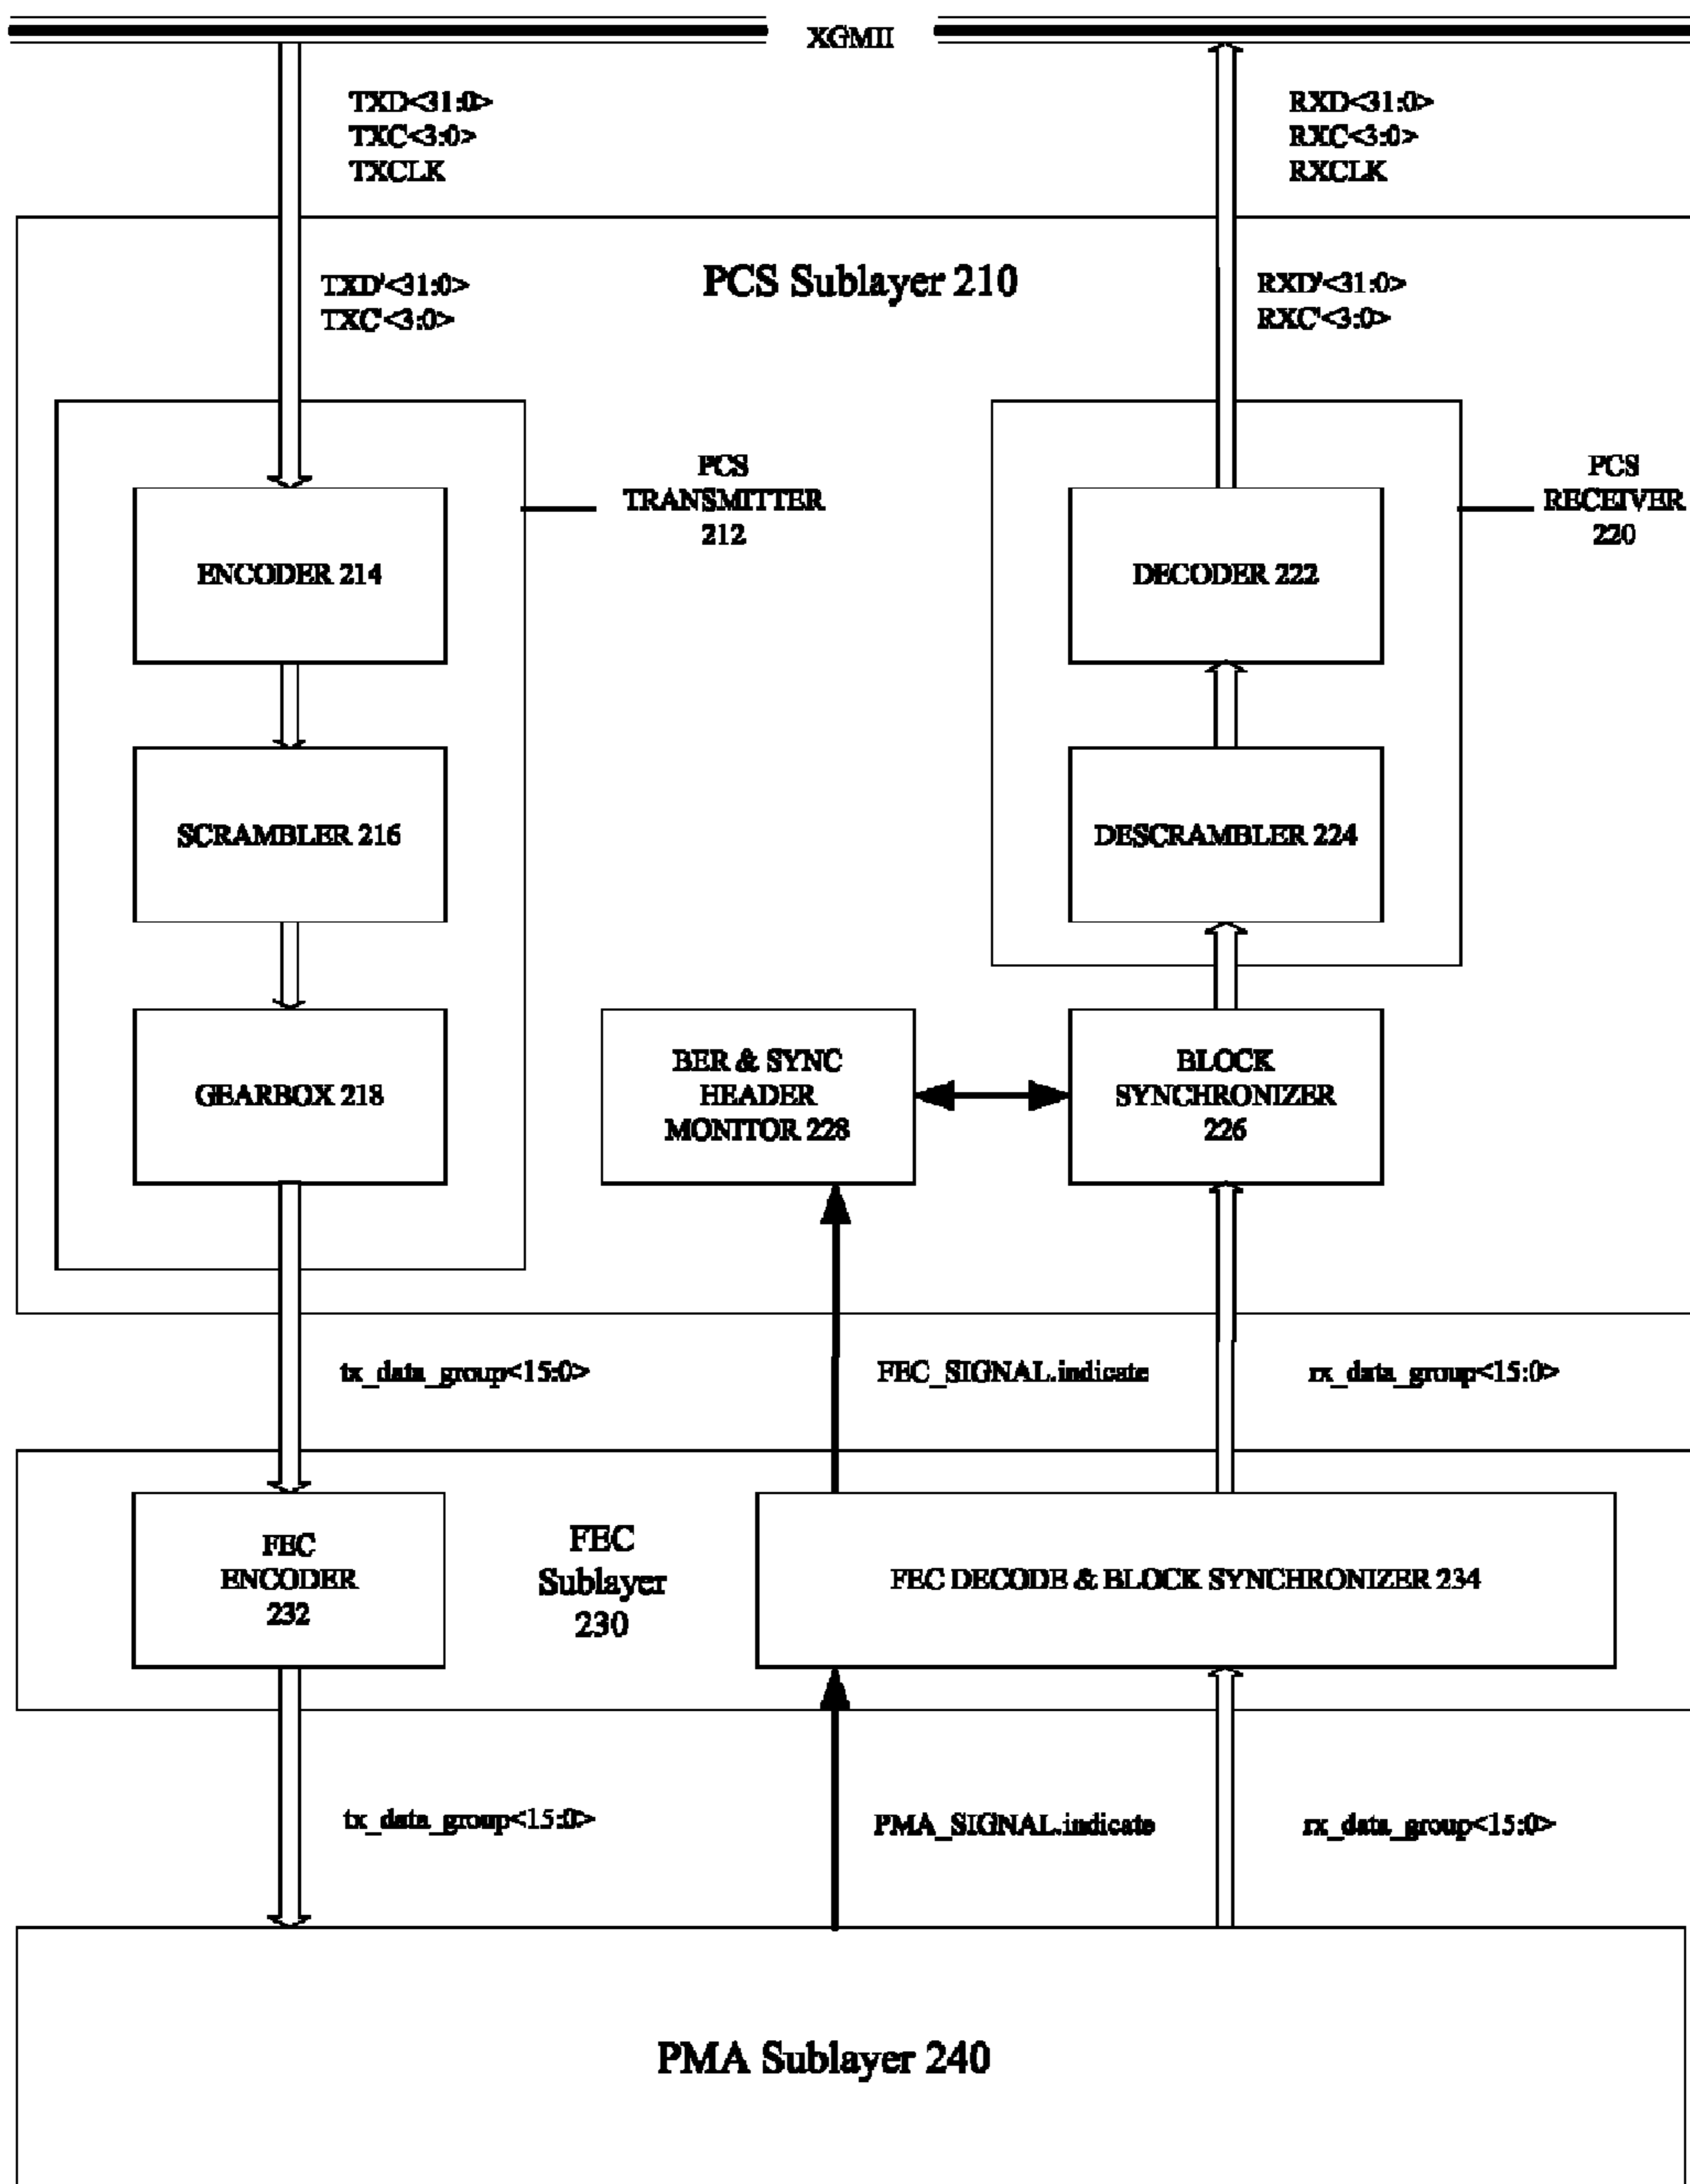 XGMII
TXD<31:0>
TXC<3:0>
TXCLK
RXD<31:0>
RXC<3:0>
RXCLK
PCS Sublayer 210
TXD'<31:0>
TXC'<3:0>
RXD'<31:0>
RXC'<3:0>
PCS
TRANSMITTER
212
PCS
RECEIVER
220
ENCODER 214
DECODER 222
SCRAMBLER 216
DESCRAMBLER 224
GEARBOX 218
BER & SYNC
HEADER
MONITOR 228
BLOCK
SYNCHRONIZER
226
tx_data_group<15:0>
FEC_SIGNAL.indicate
rx_data_group<15:0>
FEC
ENCODER
232
FEC
Sublayer
230
FEC DECODE & BLOCK SYNCHRONIZER 234
tx_data_group<15:0>
PMA_SIGNAL.indicate
rx_data_group<15:0>
PMA Sublayer 240